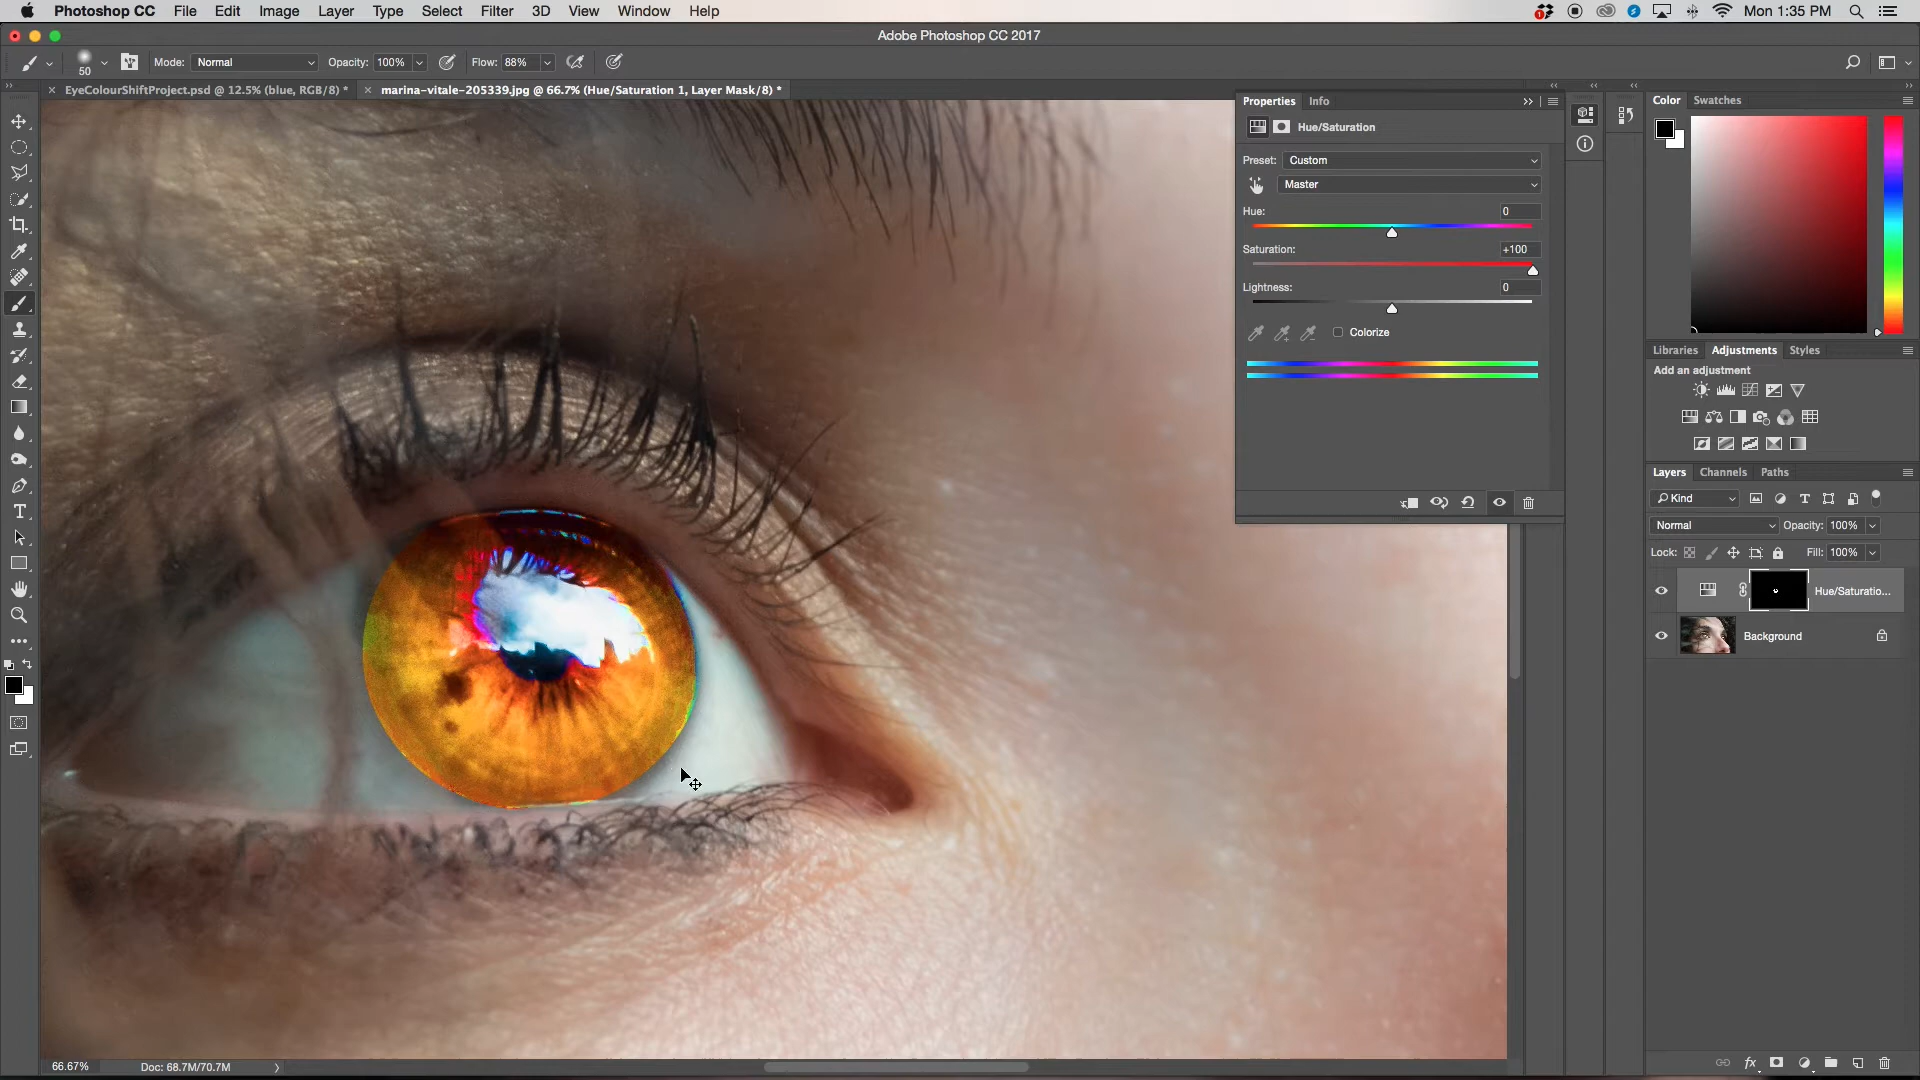 Photoshop CC File Edit Image Layer Type Select Filter 3D View Window Help
1 Mon 1:35 PM
Adobe Photoshop CC 2017
50 Mode: Normal Opacity: 100% Flow: 88%
EyeColourShiftProject.psd @ 12.5% (blue, RGB/8) *
marina-vitale-205339.jpg @ 66.7% (Hue/Saturation 1, Layer Mask/8) *
Properties Info
Hue/Saturation
Preset: Custom
Master
Hue: 0
Saturation: +100
Lightness: 0
Colorize
Color Swatches
Libraries Adjustments Styles
Add an adjustment
Layers Channels Paths
Kind
Normal Opacity: 100%
Lock: Fill: 100%
Hue/Saturatio...
Background
fx
66.67% Doc: 68.7M/70.7M